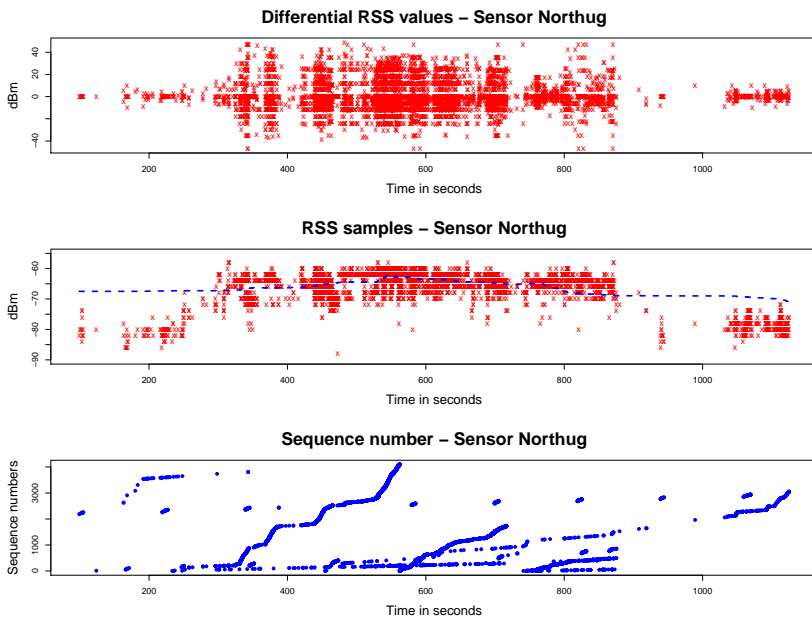 Differential RSS values – Sensor Northug
dBm
40
20
0
-40
200
400
600
800
1000
Time in seconds
RSS samples – Sensor Northug
dBm
-60
-70
-80
-90
200
400
600
800
1000
Time in seconds
Sequence number – Sensor Northug
Sequence numbers
3000
1000
0
200
400
600
800
1000
Time in seconds